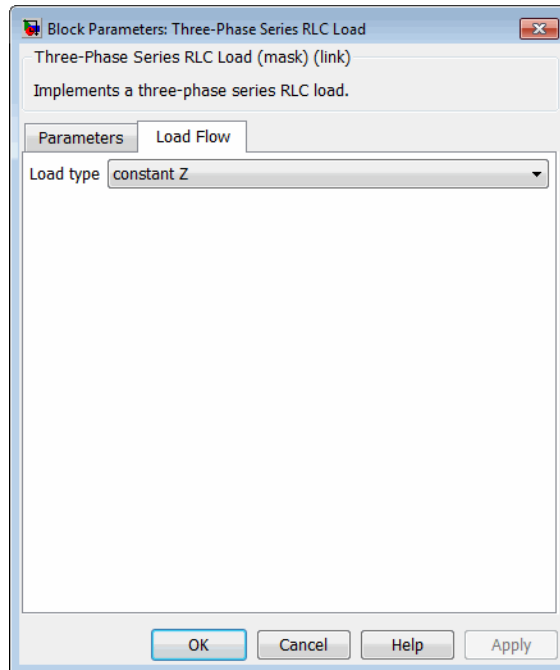 Block Parameters: Three-Phase Series RLC Load
Three-Phase Series RLC Load (mask) (link)
Implements a three-phase series RLC load.
Parameters Load Flow
Load type constant Z
OK Cancel Help Apply